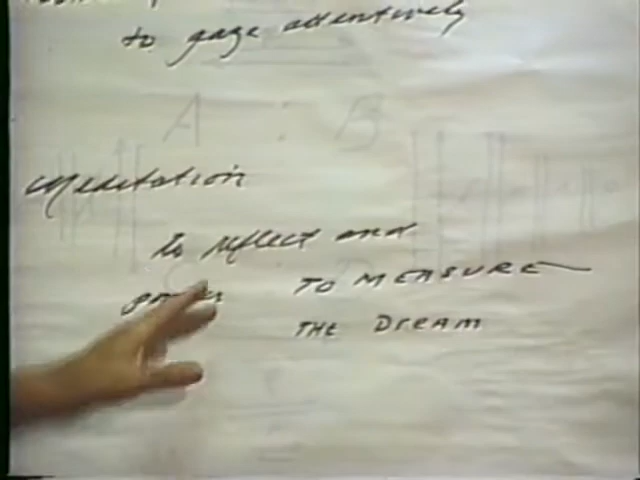 to gaze attentively
A : B
Meditation
to reflect and
TO MEASURE
THE DREAM